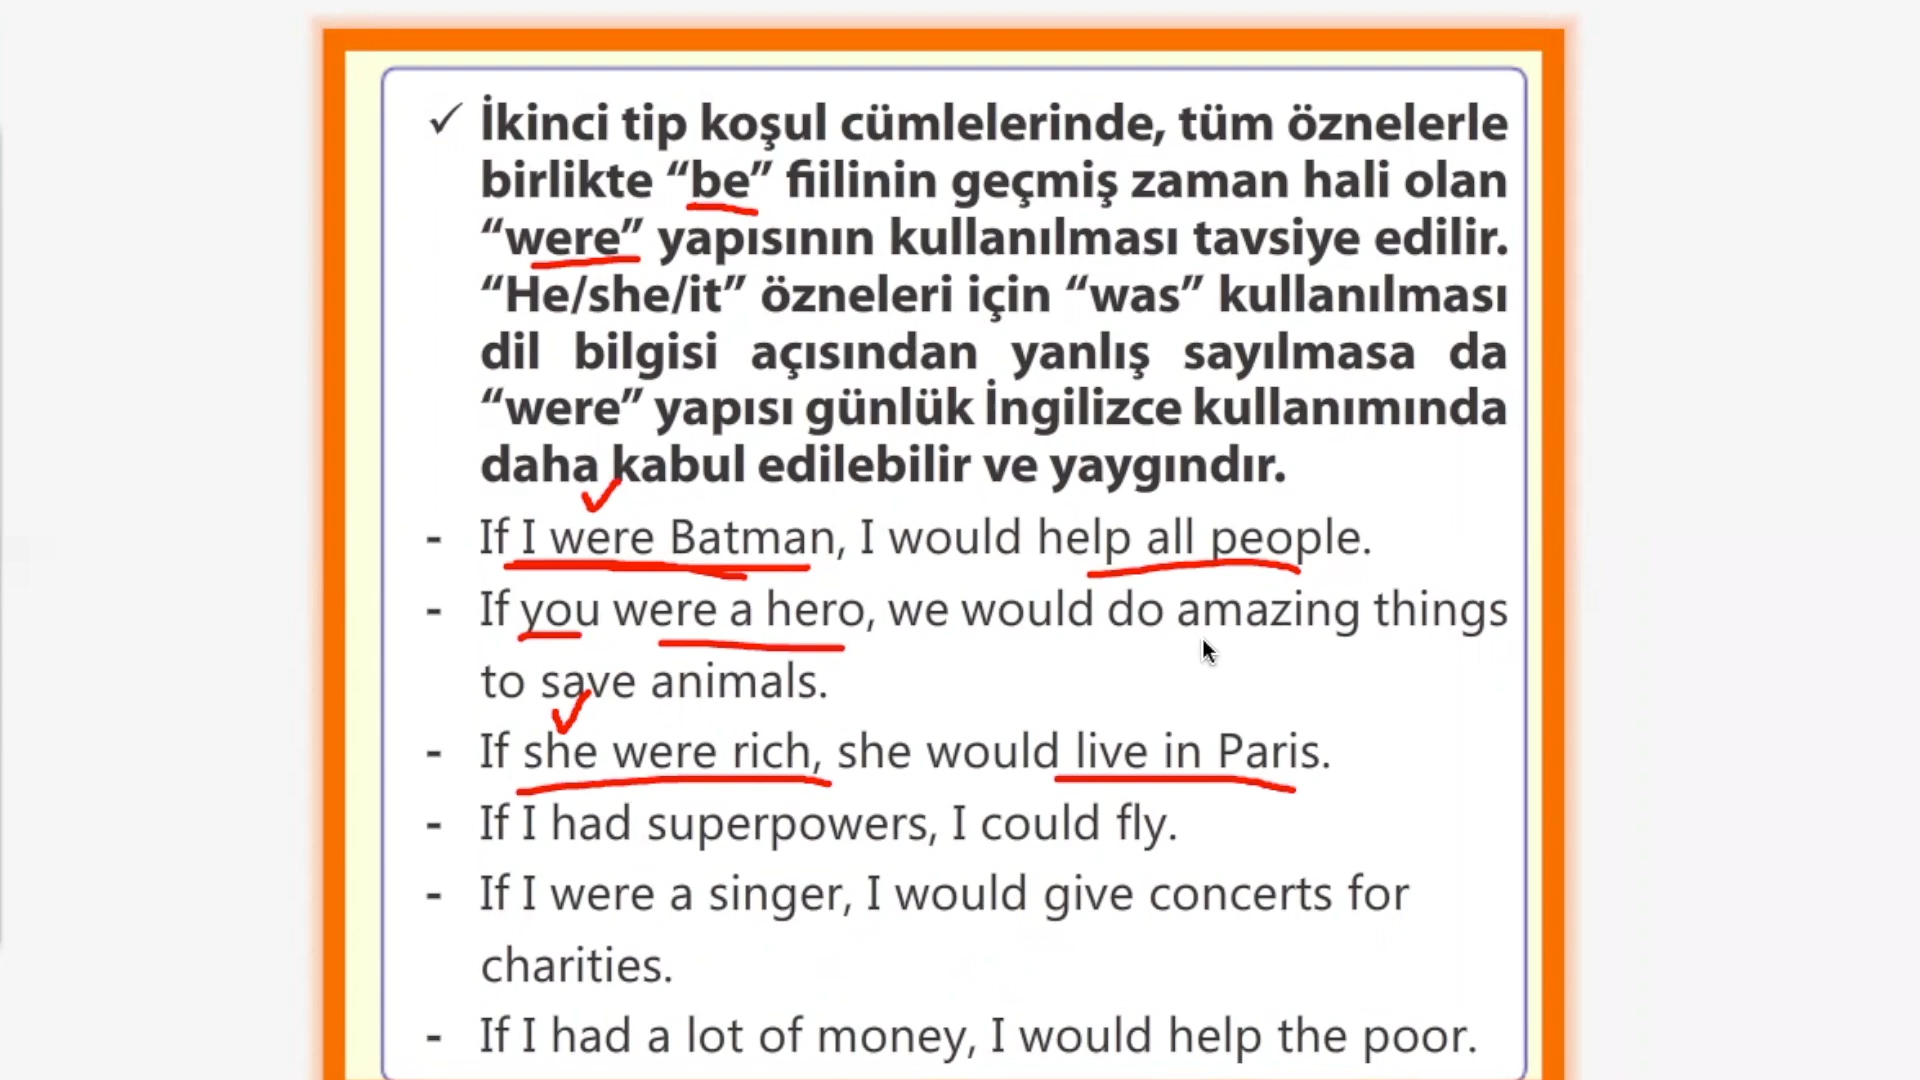 ✓ İkinci tip koşul cümlelerinde, tüm öznelerle
birlikte “be” fiilinin geçmiş zaman hali olan
“were” yapısının kullanılması tavsiye edilir.
“He/she/it” özneleri için “was” kullanılması
dil bilgisi açısından yanlış sayılmasa da
“were” yapısı günlük İngilizce kullanımında
daha kabul edilebilir ve yaygındır.
- If I were Batman, I would help all people.
- If you were a hero, we would do amazing things
to save animals.
- If she were rich, she would live in Paris.
- If I had superpowers, I could fly.
- If I were a singer, I would give concerts for
charities.
- If I had a lot of money, I would help the poor.